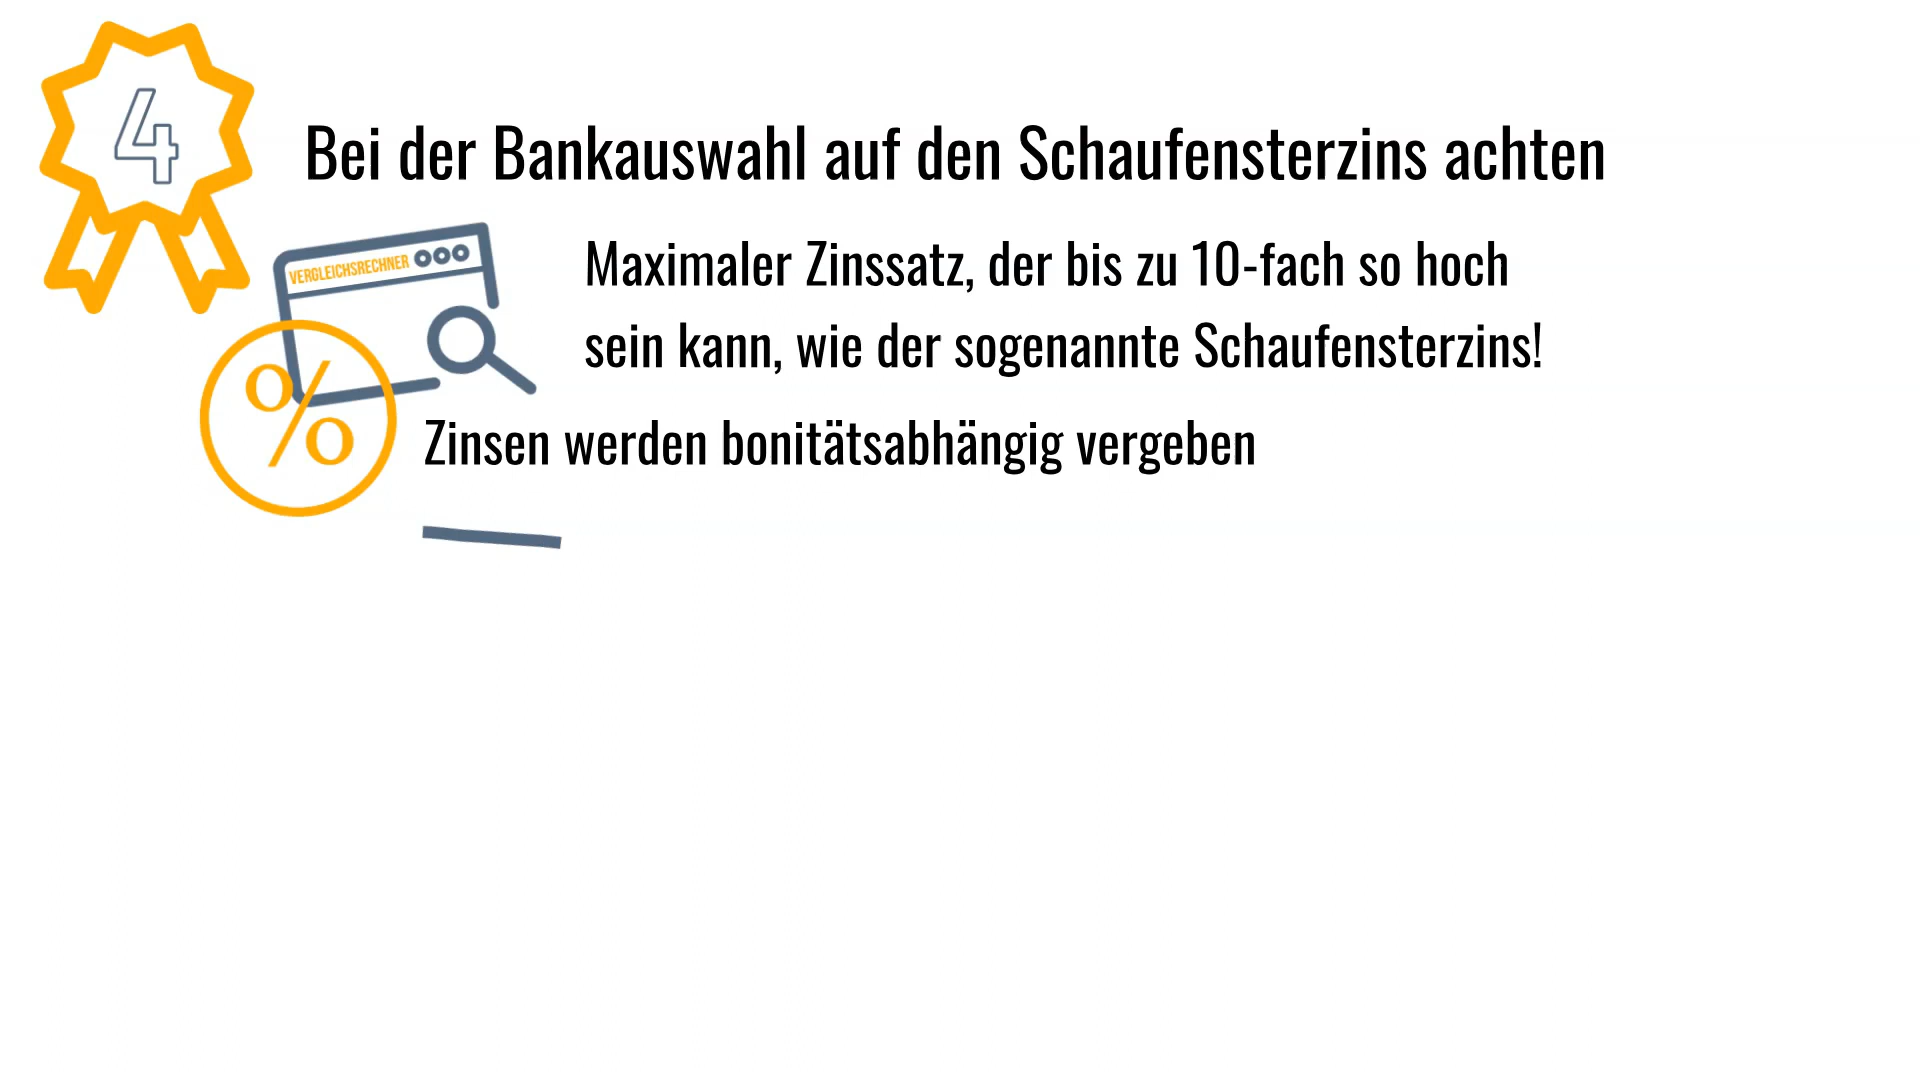 4
Bei der Bankauswahl auf den Schaufensterzins achten
VERGLEICHSRECHNER
Maximaler Zinssatz, der bis zu 10-fach so hoch
sein kann, wie der sogenannte Schaufensterzins!
%
Zinsen werden bonitätsabhängig vergeben